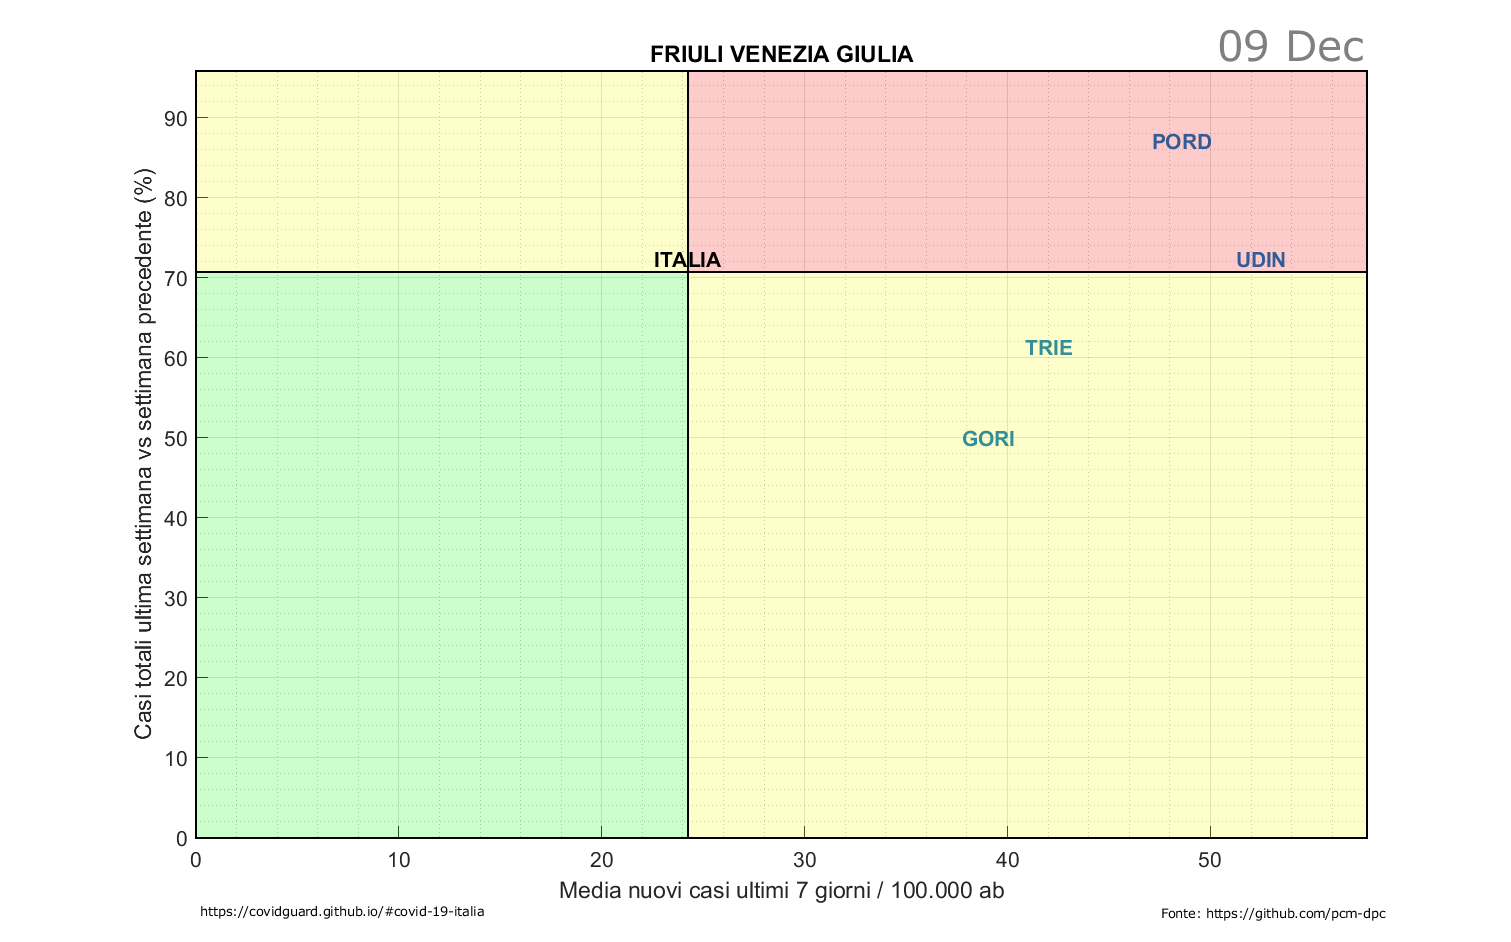 09 Dec
FRIULI VENEZIA GIULIA
Casi totali ultima settimana vs settimana precedente (%)
90
80
70
60
50
40
30
20
10
0
PORD
ITALIA
UDIN
TRIE
GORI
0 10 20 30 40 50
Media nuovi casi ultimi 7 giorni / 100.000 ab
https://covidguard.github.io/#covid-19-italia
Fonte: https://github.com/pcm-dpc